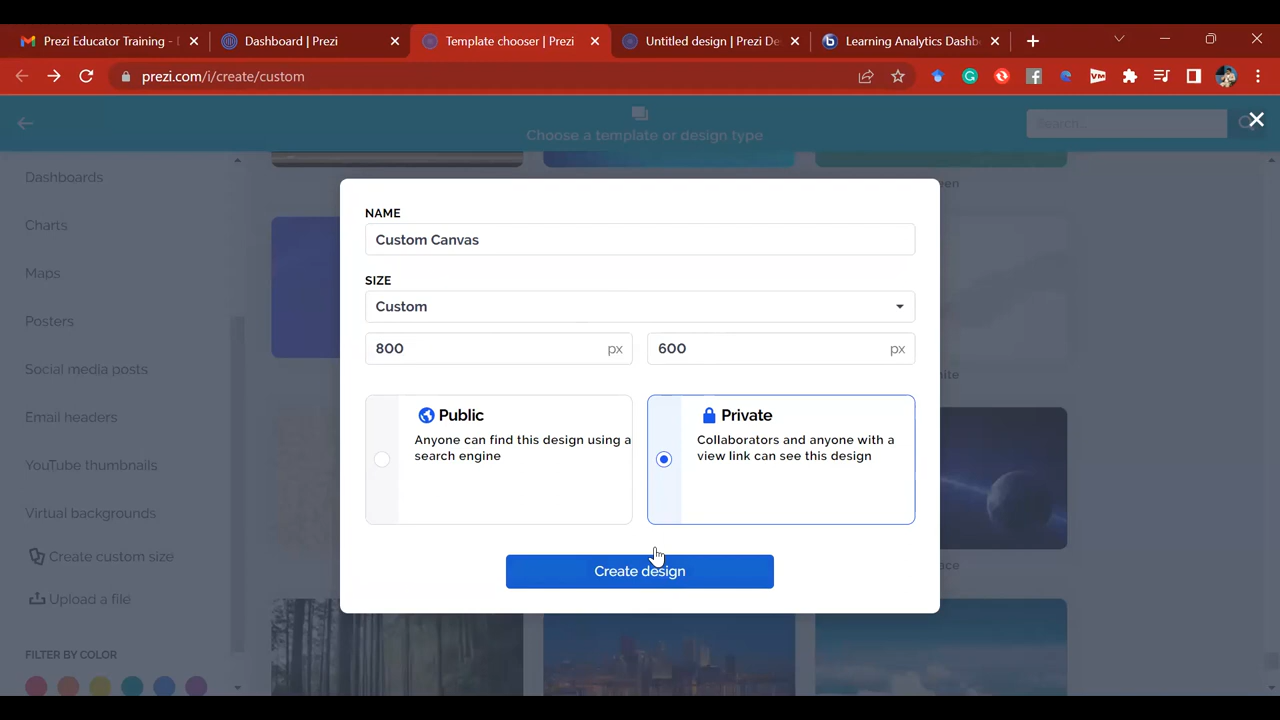 Prezi Educator Training -
Dashboard | Prezi
Template chooser | Prezi
Untitled design | Prezi De
Learning Analytics Dashb
prezi.com/i/create/custom
VM
Choose a template or design type
Search...
Dashboards
Charts
Maps
Posters
Social media posts
Email headers
YouTube thumbnails
Virtual backgrounds
Create custom size
Upload a file
FILTER BY COLOR
NAME
Custom Canvas
SIZE
Custom
800 px
600 px
Public
Anyone can find this design using a
search engine
Private
Collaborators and anyone with a
view link can see this design
Create design